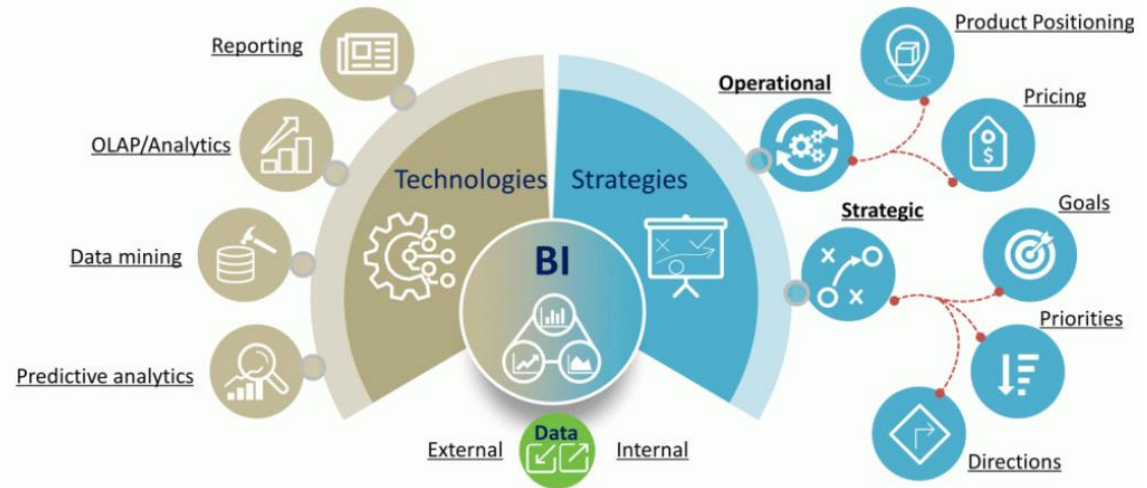 Reporting
OLAP/Analytics
Data mining
Predictive analytics
Technologies
Strategies
BI
Data
External
Internal
Operational
Product Positioning
Pricing
$
Strategic
Goals
Priorities
Directions